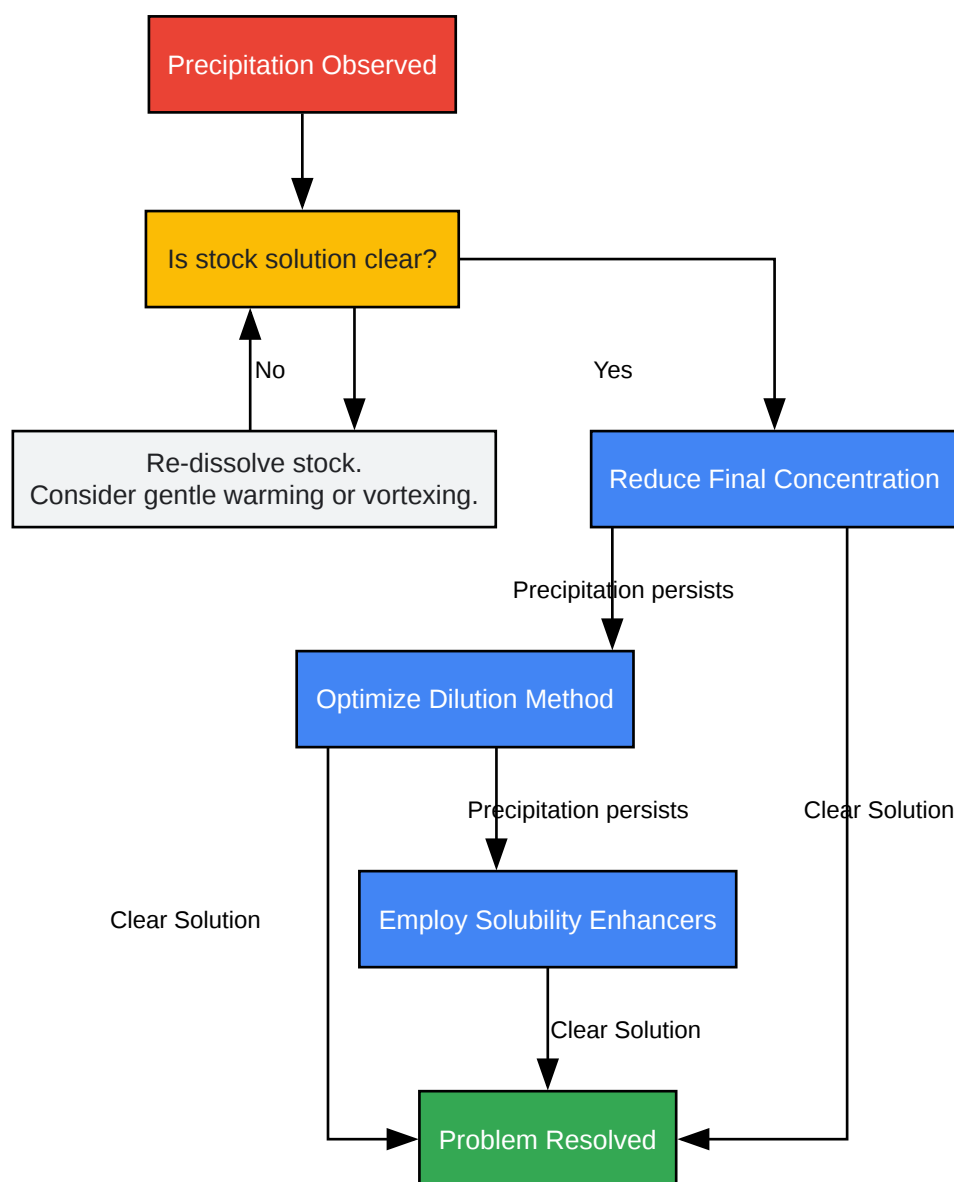 Precipitation Observed
Is stock solution clear?
No
Yes
Re-dissolve stock.
Consider gentle warming or vortexing.
Reduce Final Concentration
Precipitation persists
Optimize Dilution Method
Precipitation persists
Clear Solution
Employ Solubility Enhancers
Clear Solution
Clear Solution
Problem Resolved